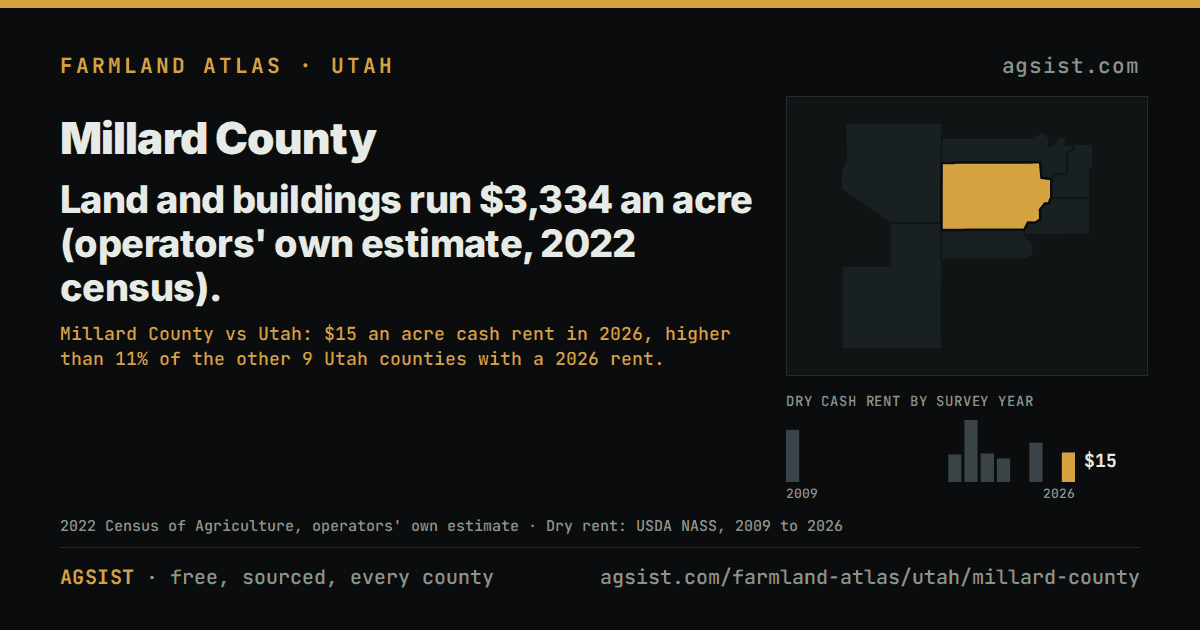 FARMLAND ATLAS · UTAH
agsist.com
Millard County
Land and buildings run $3,334 an acre
(operators' own estimate, 2022
census).
Millard County vs Utah: $15 an acre cash rent in 2026, higher
than 11% of the other 9 Utah counties with a 2026 rent.
DRY CASH RENT BY SURVEY YEAR
$15
2009
2026
2022 Census of Agriculture, operators' own estimate · Dry rent: USDA NASS, 2009 to 2026
AGSIST · free, sourced, every county
agsist.com/farmland-atlas/utah/millard-county